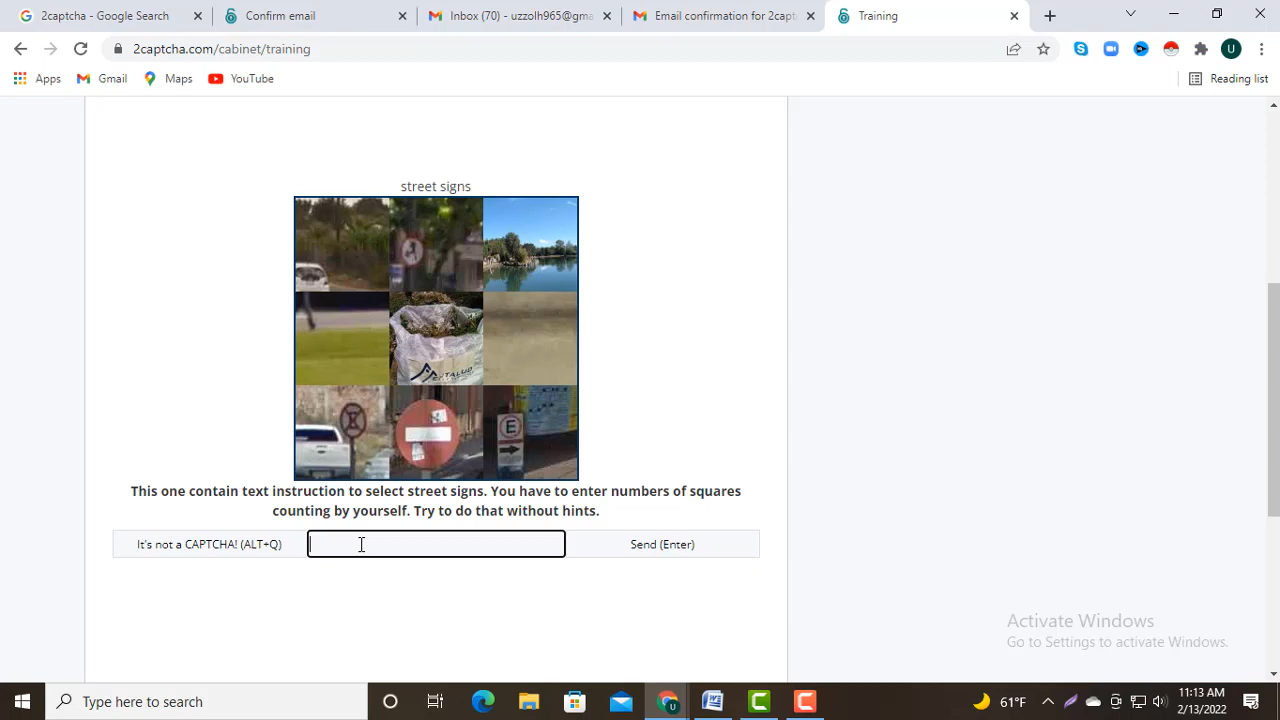 2captcha - Google Search
Confirm email
Inbox (70) - uzzolh965@gma
Email confirmation for 2capt
Training
2captcha.com/cabinet/training
U
Apps
Gmail
Maps
YouTube
Reading list
street signs
E
This one contain text instruction to select street signs. You have to enter numbers of squares
counting by yourself. Try to do that without hints.
It's not a CAPTCHA! (ALT+Q)
Send (Enter)
Activate Windows
Go to Settings to activate Windows.
Type here to search
61°F
11:13 AM
2/13/2022